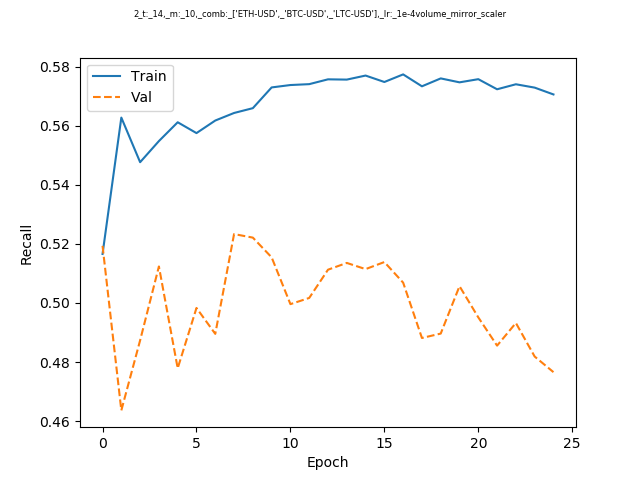 2_t:_14,_m:_10,_comb:_['ETH-USD',_'BTC-USD',_'LTC-USD'],_lr:_1e-4volume_mirror_scaler
Train
Val
0.58
0.56
0.54
0.52
0.50
0.48
0.46
Recall
0
5
10
15
20
25
Epoch